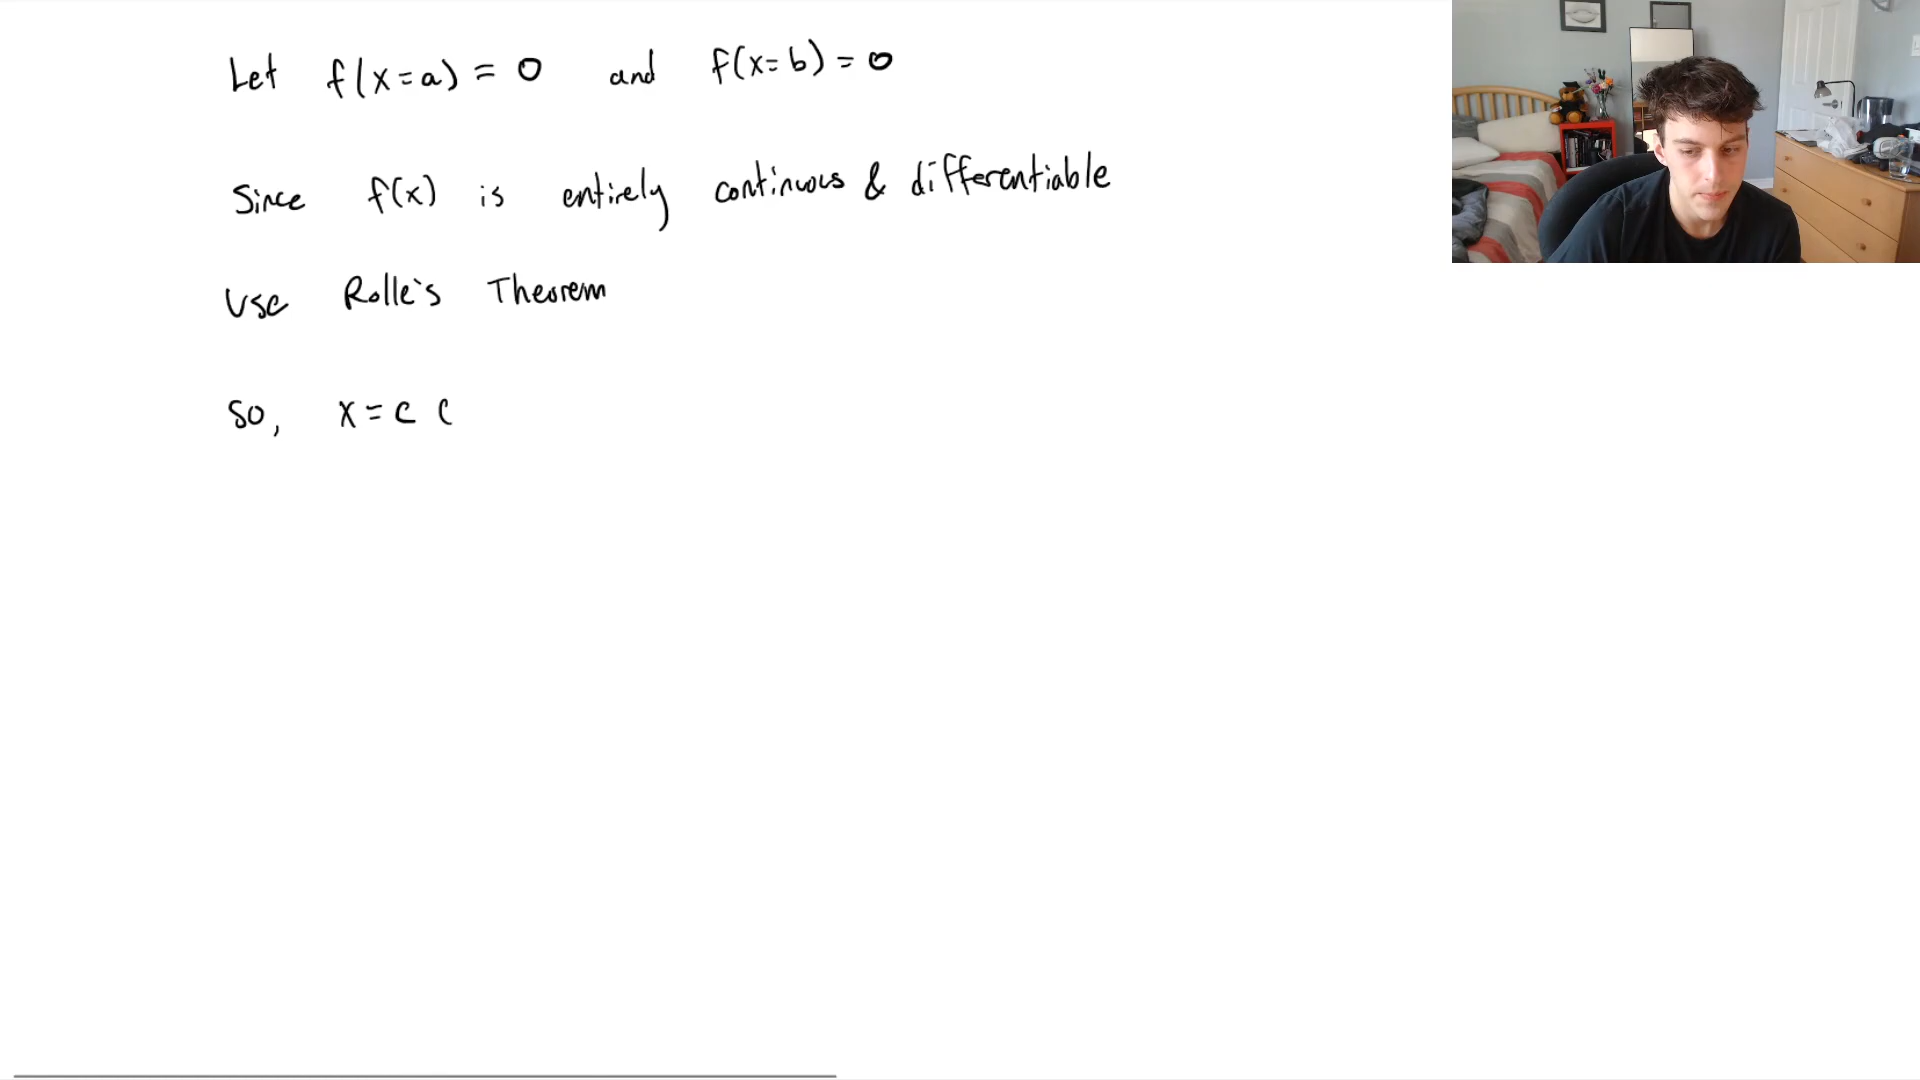 Let f(x=a) = 0 and f(x=b) = 0
Since f(x) is entirely continuous & differentiable
Use Rolle's Theorem
So, x = c (